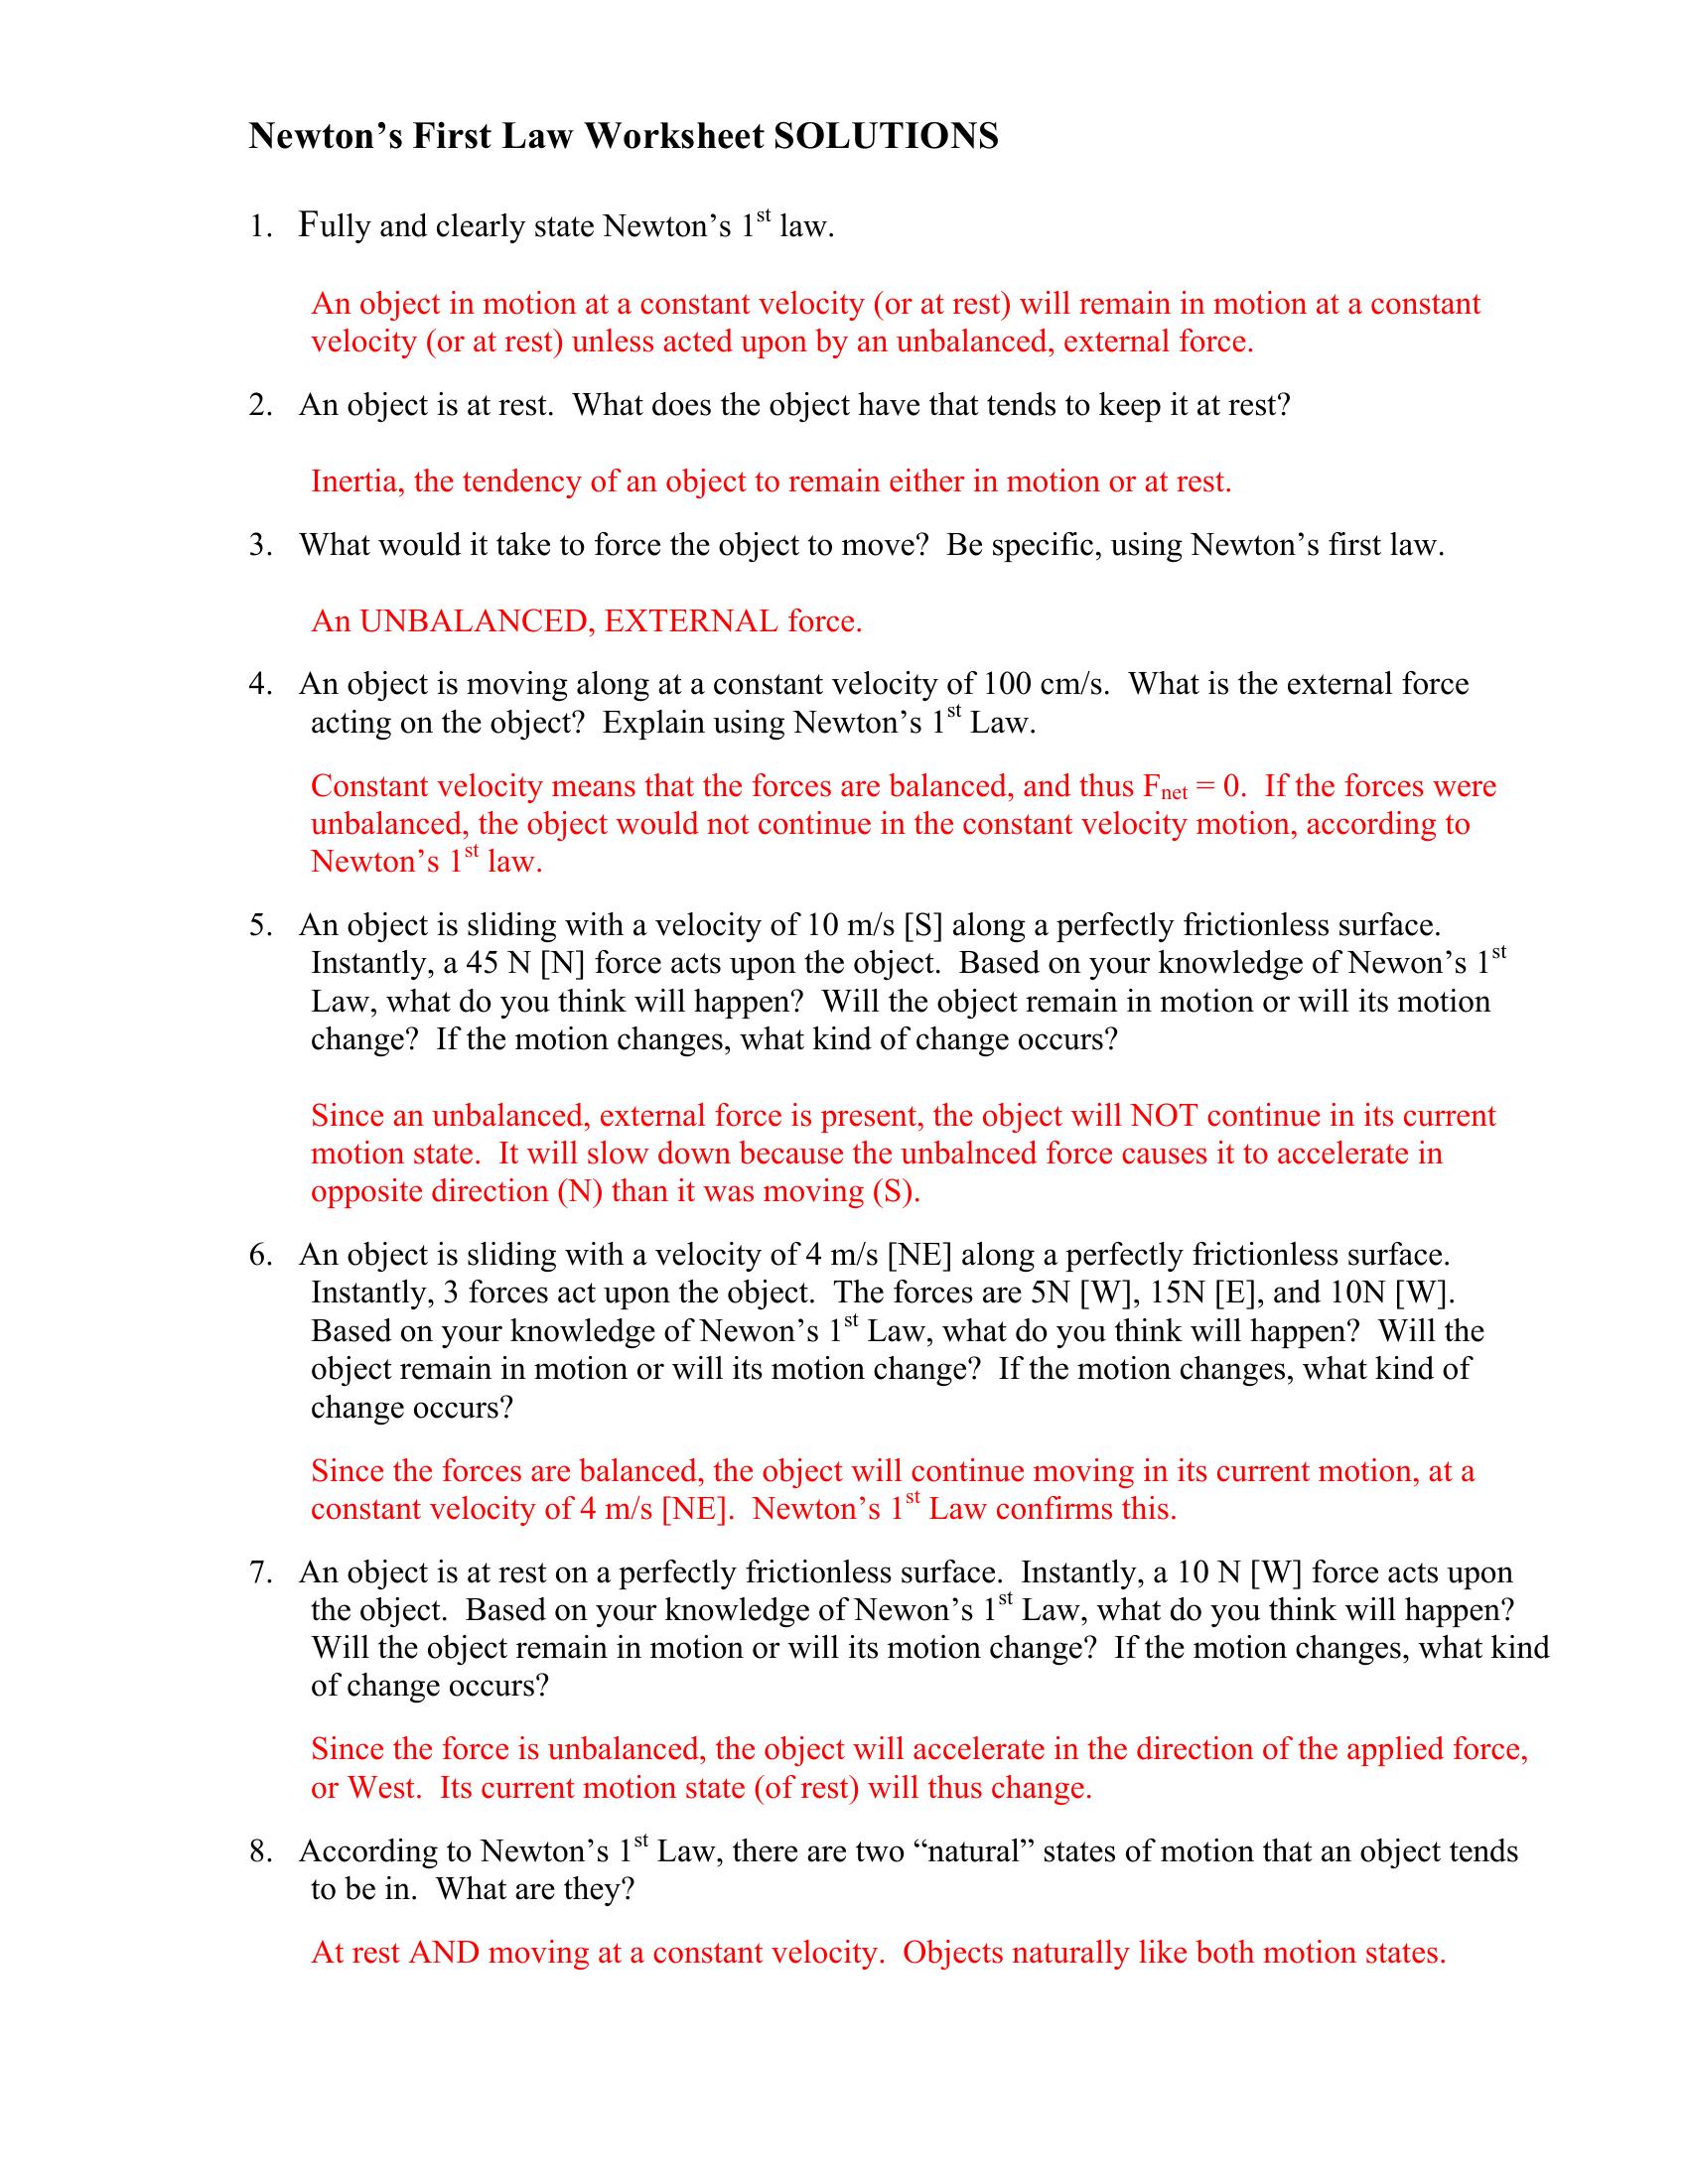 Newton’s First Law Worksheet SOLUTIONS
1. Fully and clearly state Newton’s 1st law.
An object in motion at a constant velocity (or at rest) will remain in motion at a constant
velocity (or at rest) unless acted upon by an unbalanced, external force.
2. An object is at rest. What does the object have that tends to keep it at rest?
Inertia, the tendency of an object to remain either in motion or at rest.
3. What would it take to force the object to move? Be specific, using Newton’s first law.
An UNBALANCED, EXTERNAL force.
4. An object is moving along at a constant velocity of 100 cm/s. What is the external force
acting on the object? Explain using Newton’s 1st Law.
Constant velocity means that the forces are balanced, and thus Fnet = 0. If the forces were
unbalanced, the object would not continue in the constant velocity motion, according to
Newton’s 1st law.
5. An object is sliding with a velocity of 10 m/s [S] along a perfectly frictionless surface.
Instantly, a 45 N [N] force acts upon the object. Based on your knowledge of Newon’s 1st
Law, what do you think will happen? Will the object remain in motion or will its motion
change? If the motion changes, what kind of change occurs?
Since an unbalanced, external force is present, the object will NOT continue in its current
motion state. It will slow down because the unbalnced force causes it to accelerate in
opposite direction (N) than it was moving (S).
6. An object is sliding with a velocity of 4 m/s [NE] along a perfectly frictionless surface.
Instantly, 3 forces act upon the object. The forces are 5N [W], 15N [E], and 10N [W].
Based on your knowledge of Newon’s 1st Law, what do you think will happen? Will the
object remain in motion or will its motion change? If the motion changes, what kind of
change occurs?
Since the forces are balanced, the object will continue moving in its current motion, at a
constant velocity of 4 m/s [NE]. Newton’s 1st Law confirms this.
7. An object is at rest on a perfectly frictionless surface. Instantly, a 10 N [W] force acts upon
the object. Based on your knowledge of Newon’s 1st Law, what do you think will happen?
Will the object remain in motion or will its motion change? If the motion changes, what kind
of change occurs?
Since the force is unbalanced, the object will accelerate in the direction of the applied force,
or West. Its current motion state (of rest) will thus change.
8. According to Newton’s 1st Law, there are two “natural” states of motion that an object tends
to be in. What are they?
At rest AND moving at a constant velocity. Objects naturally like both motion states.